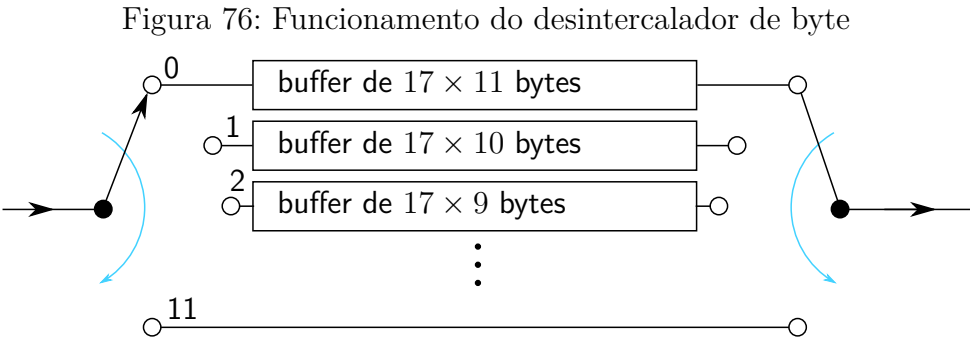 Figura 76: Funcionamento do desintercalador de byte
0
buffer de 17 × 11 bytes
1
buffer de 17 × 10 bytes
2
buffer de 17 × 9 bytes
11